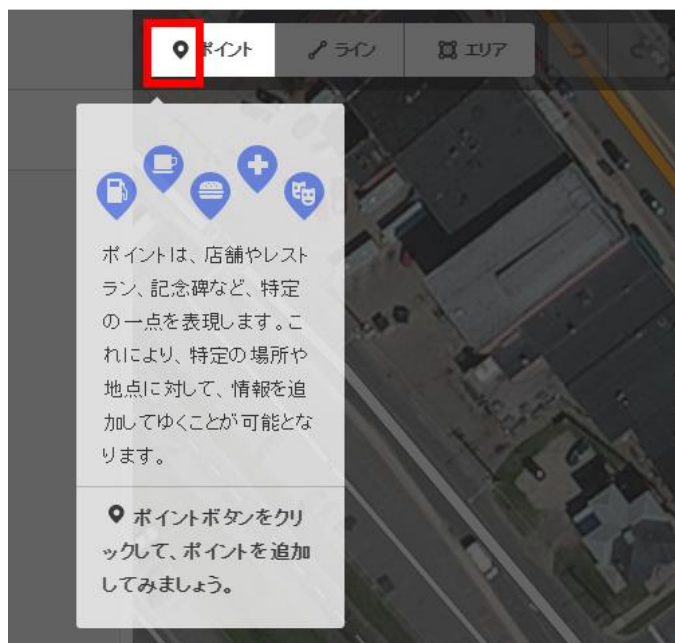 ポイント ライン エリア
ポイントは、店舗やレスト
ラン、記念碑など、特定
の一点を表現します。こ
れにより、特定の場所や
地点に対して、情報を追
加してゆくことが可能とな
ります。
ポイントボタンをクリ
ックして、ポイントを追加
してみましょう。